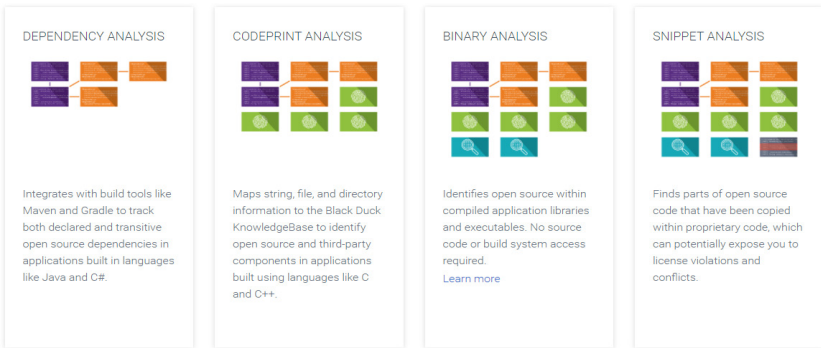 DEPENDENCY ANALYSIS
Integrates with build tools like
Maven and Gradle to track
both declared and transitive
open source dependencies in
applications built in languages
like Java and C#.
CODEPRINT ANALYSIS
Maps string, file, and directory
information to the Black Duck
KnowledgeBase to identify
open source and third-party
components in applications
built using languages like C
and C++.
BINARY ANALYSIS
Identifies open source within
compiled application libraries
and executables. No source
code or build system access
required.
Learn more
SNIPPET ANALYSIS
Finds parts of open source
code that have been copied
within proprietary code, which
can potentially expose you to
license violations and
conflicts.